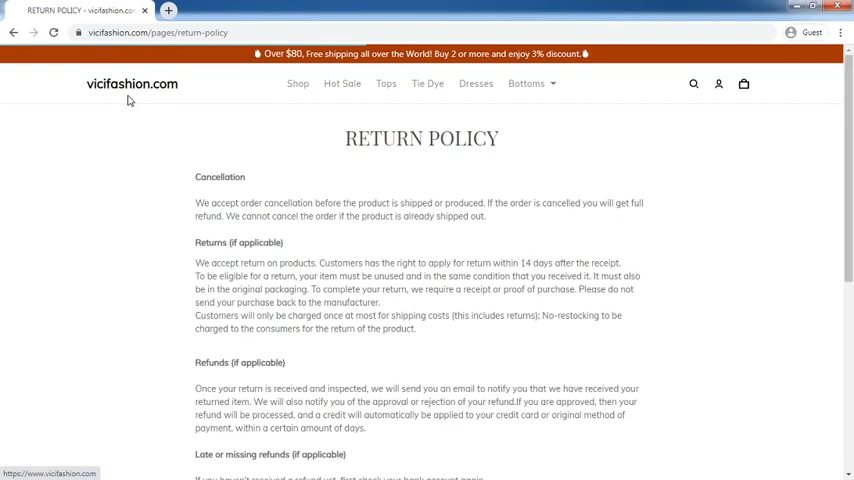 RETURN POLICY - vicifashion.com
vicifashion.com/pages/return-policy
Guest
Over $80, Free shipping all over the World! Buy 2 or more and enjoy 3% discount.
vicifashion.com
Shop Hot Sale Tops Tie Dye Dresses Bottoms
RETURN POLICY
Cancellation
We accept order cancellation before the product is shipped or produced. If the order is cancelled you will get full
refund. We cannot cancel the order if the product is already shipped out.
Returns (if applicable)
We accept return on products. Customers has the right to apply for return within 14 days after the receipt.
To be eligible for a return, your item must be unused and in the same condition that you received it. It must also
be in the original packaging. To complete your return, we require a receipt or proof of purchase. Please do not
send your purchase back to the manufacturer.
Customers will only be charged once at most for shipping costs (this includes returns); No-restocking to be
charged to the consumers for the return of the product.
Refunds (if applicable)
Once your return is received and inspected, we will send you an email to notify you that we have received your
returned item. We will also notify you of the approval or rejection of your refund.If you are approved, then your
refund will be processed, and a credit will automatically be applied to your credit card or original method of
payment, within a certain amount of days.
Late or missing refunds (if applicable)
If you haven't received a refund yet, first check your bank account again.
https://www.vicifashion.com